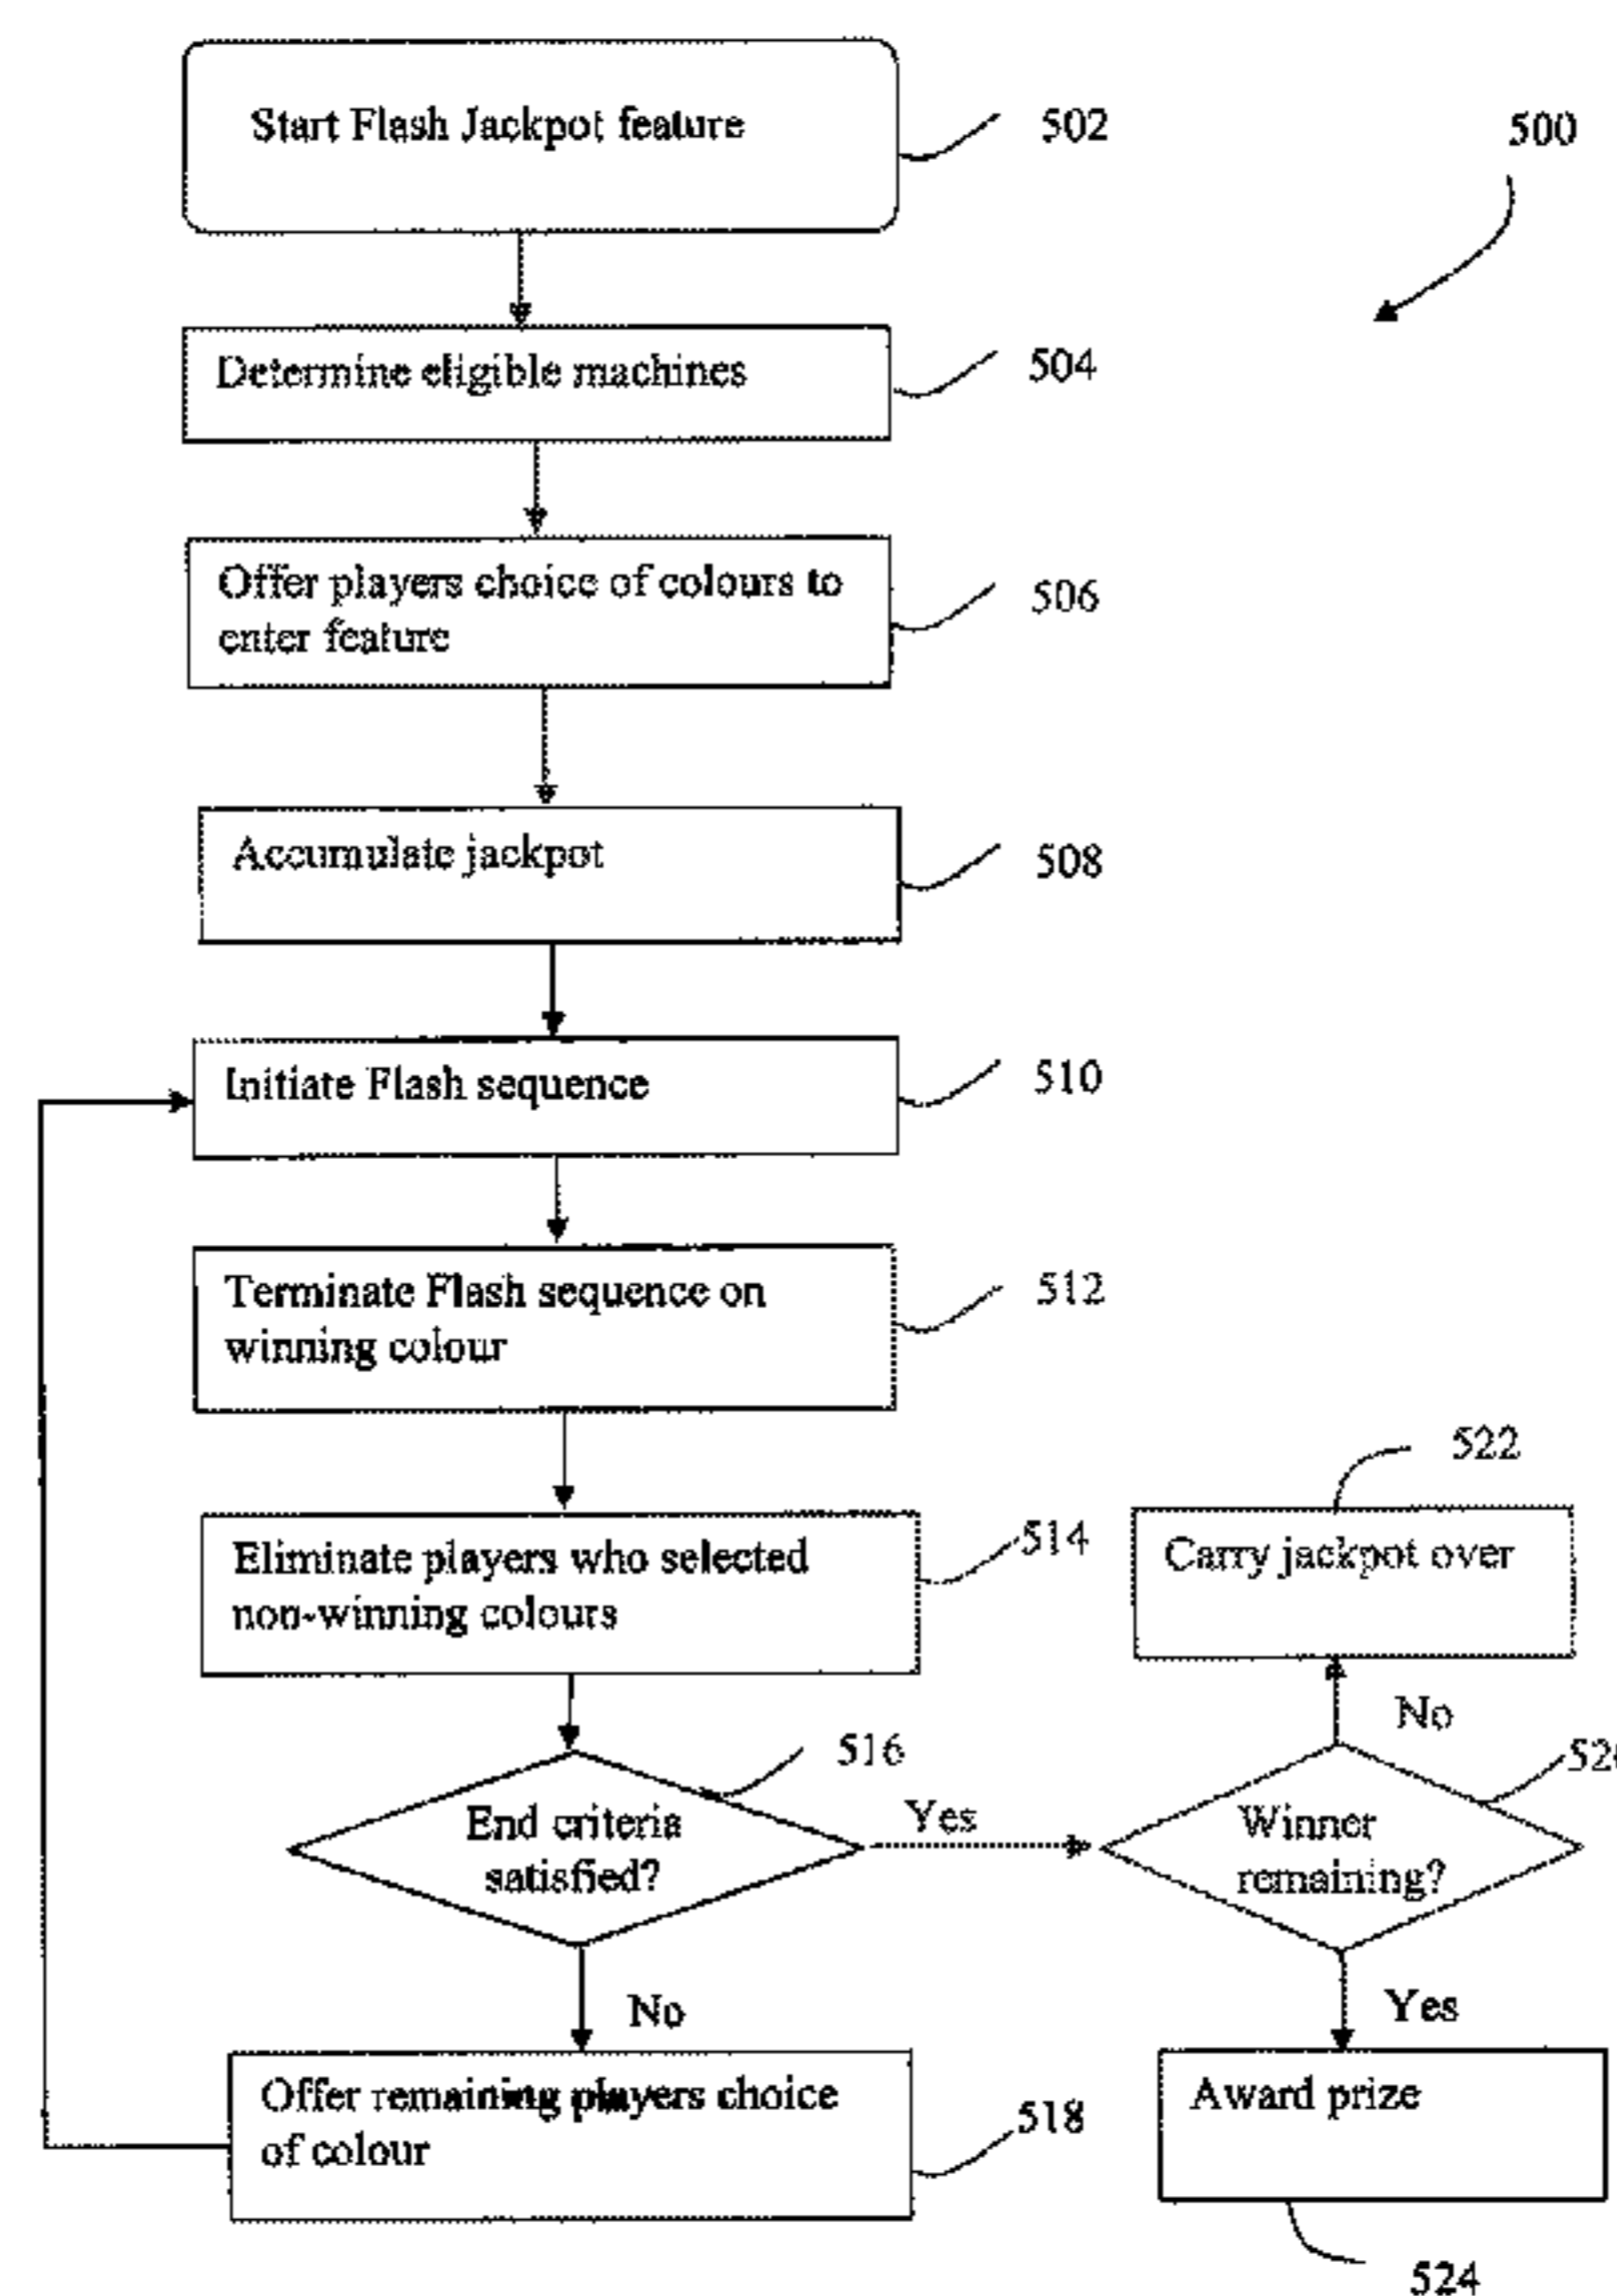 Start Flash Jackpot feature
502
500
Determine eligible machines
504
Offer players choice of colours to
enter feature
506
Accumulate jackpot
508
Initiate Flash sequence
510
Terminate Flash sequence on
winning colour
512
Eliminate players who selected
non-winning colours
514
522
Carry jackpot over
No
516
End criteria
satisfied?
Yes
Winner
remaining?
No
Yes
Offer remaining players choice
of colour
518
Award prize
524